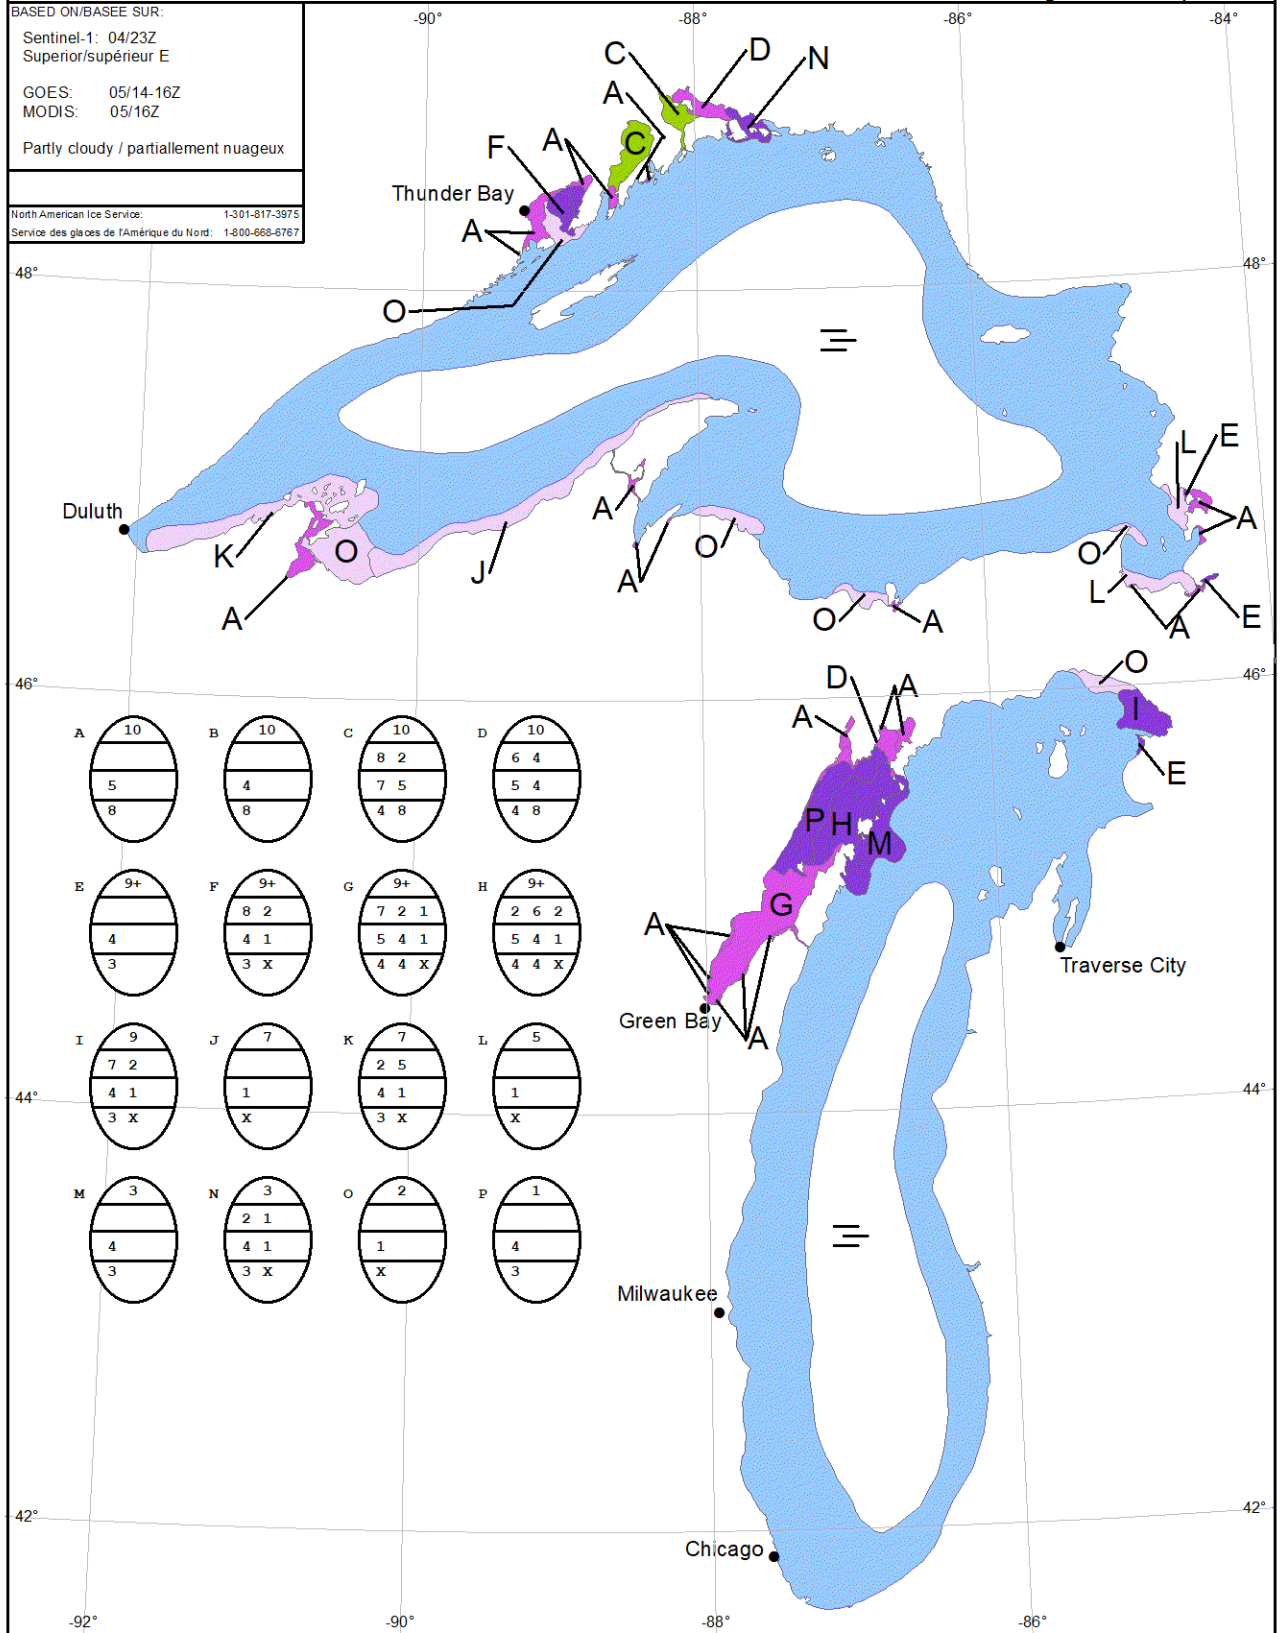 BASED ON/BASEE SUR:
Sentinel-1: 04/23Z
Superior/supérieur E
GOES: 05/14-16Z
MODIS: 05/16Z
Partly cloudy / partiallement nuageux
North American Ice Service: 1-301-817-3975
Service des glaces de l'Amérique du Nord: 1-800-668-6767
-90° -88° -86° -84°
C D N
A
F A C
Thunder Bay
A
48° 48°
O
L E
Duluth
A A
K O J O O
A L
A O A A E
46° 46°
D A O
A I
E
P H M
G
A
Traverse City
Green Bay
A
A 10 B 10 C 10 D 10
8 2 6 4
5 4 7 5 5 4
8 8 4 8 4 8
E 9+ F 9+ G 9+ H 9+
8 2 7 2 1 2 6 2
4 4 1 5 4 1 5 4 1
3 3 X 4 4 X 4 4 X
I 9 J 7 K 7 L 5
7 2 2 5
4 1 1 4 1 1
3 X X 3 X X
44° 44°
M 3 N 3 O 2 P 1
2 1
4 4 1 1 4
3 3 X X 3
Milwaukee
42° 42°
Chicago
-92° -90° -88° -86°